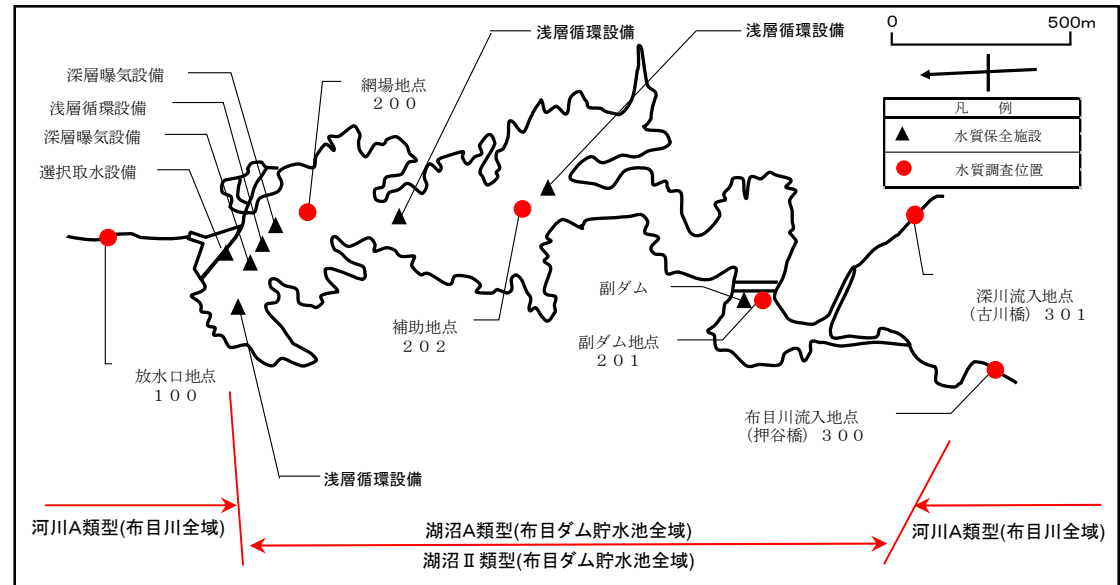 浅層循環設備
浅層循環設備
0
500m
深層曝気設備
浅層循環設備
深層曝気設備
選択取水設備
網場地点
２００
凡　例
水質保全施設
水質調査位置
副ダム
補助地点
２０２
副ダム地点
２０１
深川流入地点
(古川橋) ３０１
放水口地点
１００
布目川流入地点
(押谷橋) ３００
浅層循環設備
河川A類型(布目川全域)
湖沼A類型(布目ダム貯水池全域)
河川A類型(布目川全域)
湖沼Ⅱ類型(布目ダム貯水池全域)